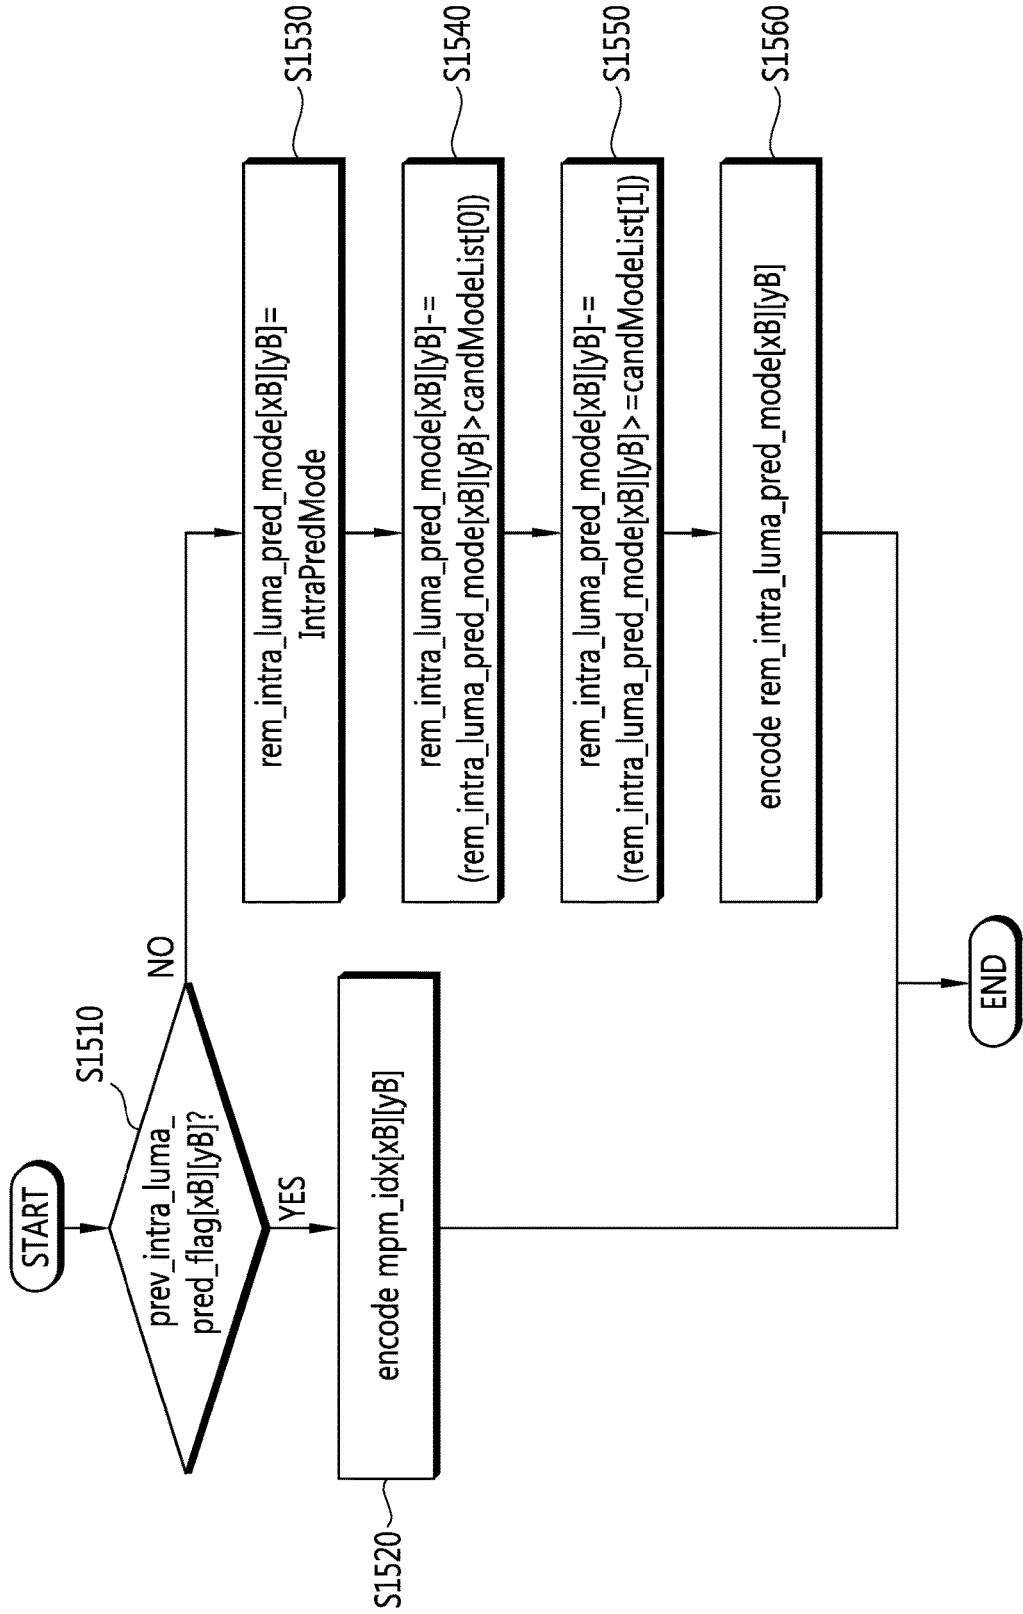 START
S1510
prev_intra_luma_
pred_flag[xB][yB]?
NO
YES
S1520
encode mpm_idx[xB][yB]
S1530
rem_intra_luma_pred_mode[xB][yB]=
IntraPredMode
S1540
rem_intra_luma_pred_mode[xB][yB]-=
(rem_intra_luma_pred_mode[xB][yB]>candModeList[0])
S1550
rem_intra_luma_pred_mode[xB][yB]-=
(rem_intra_luma_pred_mode[xB][yB]>=candModeList[1])
S1560
encode rem_intra_luma_pred_mode[xB][yB]
END